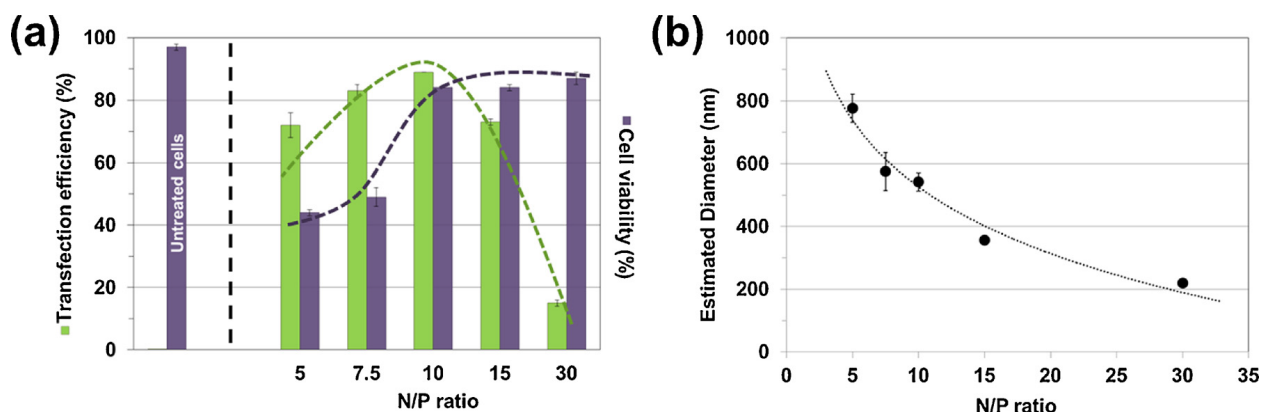 (a)
Transfection efficiency (%)
100
80
60
40
20
0
Untreated cells
5 7.5 10 15 30
N/P ratio
Cell viability (%)
(b)
Estimated Diameter (nm)
1000
800
600
400
200
0
0 5 10 15 20 25 30 35
N/P ratio